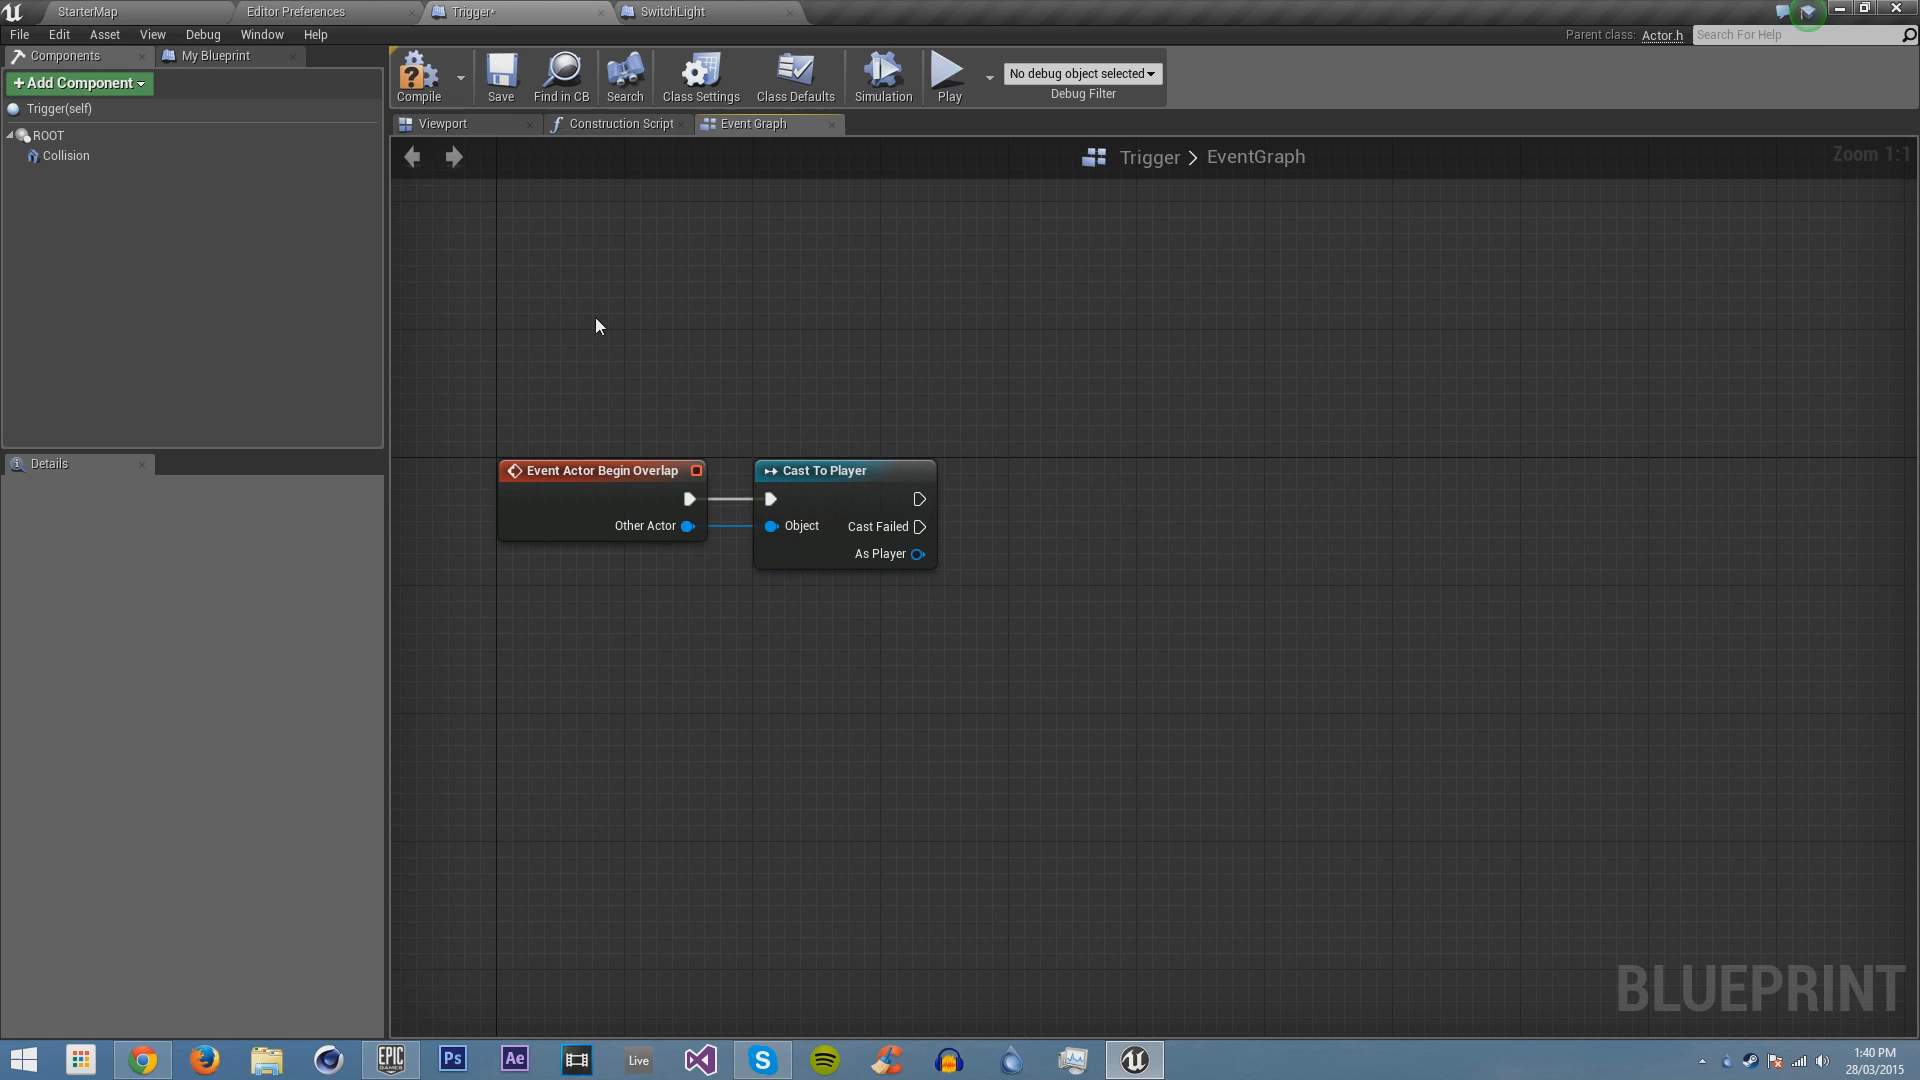 StarterMap
Editor Preferences
Trigger*
SwitchLight
File Edit Asset View Debug Window Help
Parent class: Actor.h
Search For Help
Components
My Blueprint
+Add Component
Trigger(self)
ROOT
Collision
Details
Compile
Save
Find in CB
Search
Class Settings
Class Defaults
Simulation
Play
No debug object selected
Debug Filter
Viewport
Construction Script
Event Graph
Trigger > EventGraph
Zoom 1:1
Event Actor Begin Overlap
Other Actor
Cast To Player
Object
Cast Failed
As Player
BLUEPRINT
EPIC
GAMES
Ps
Ae
Live
1:40 PM
28/03/2015